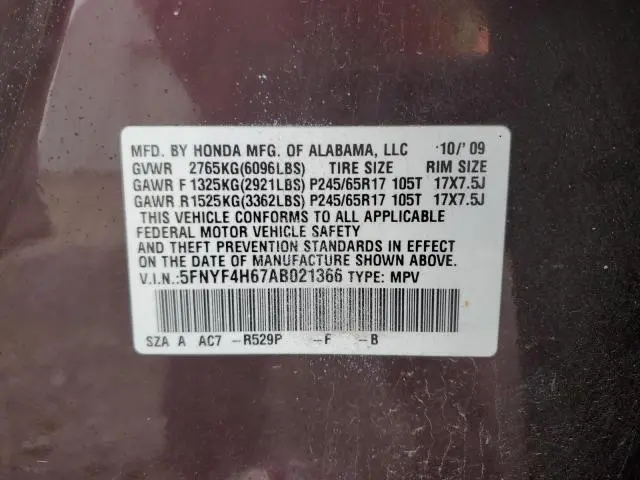 MFD. BY HONDA MFG. OF ALABAMA, LLC 10/'09
GVWR 2765KG(6096LBS) TIRE SIZE RIM SIZE
GAWR F 1325KG(2921LBS) P245/65R17 105T 17X7.5J
GAWR R 1525KG(3362LBS) P245/65R17 105T 17X7.5J
THIS VEHICLE CONFORMS TO ALL APPLICABLE
FEDERAL MOTOR VEHICLE SAFETY
AND THEFT PREVENTION STANDARDS IN EFFECT
ON THE DATE OF MANUFACTURE SHOWN ABOVE.
V.I.N.:5FNYF4H67AB021366 TYPE: MPV
SZA A AC7 –R529P –F –B